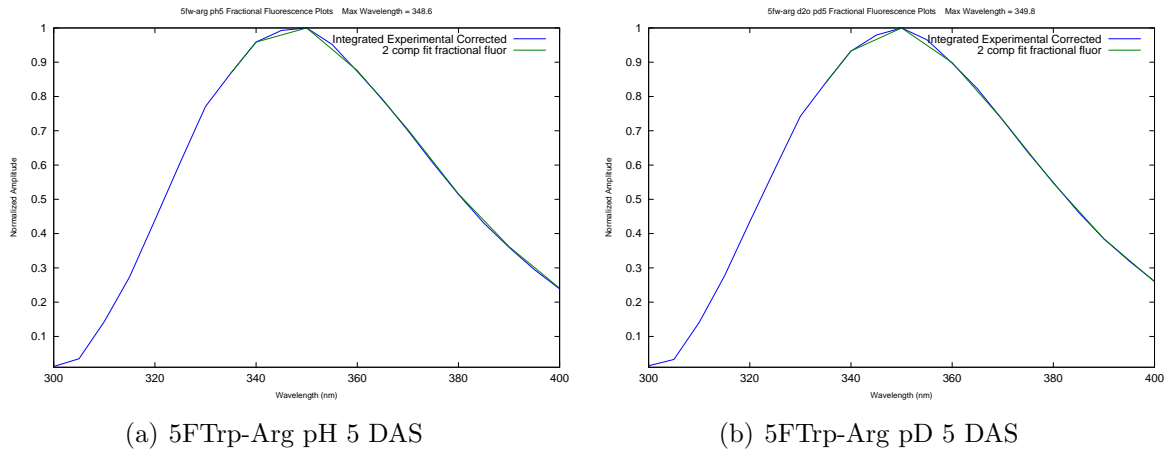 5fw-arg ph5 Fractional Fluorescence Plots Max Wavelength = 348.6
Integrated Experimental Corrected
2 comp fit fractional fluor
Normalized Amplitude
1
0.9
0.8
0.7
0.6
0.5
0.4
0.3
0.2
0.1
300 320 340 360 380 400
Wavelength (nm)
(a) 5FTrp-Arg pH 5 DAS
5fw-arg d2o pd5 Fractional Fluorescence Plots Max Wavelength = 349.8
Integrated Experimental Corrected
2 comp fit fractional fluor
Normalized Amplitude
1
0.9
0.8
0.7
0.6
0.5
0.4
0.3
0.2
0.1
300 320 340 360 380 400
Wavelength (nm)
(b) 5FTrp-Arg pD 5 DAS